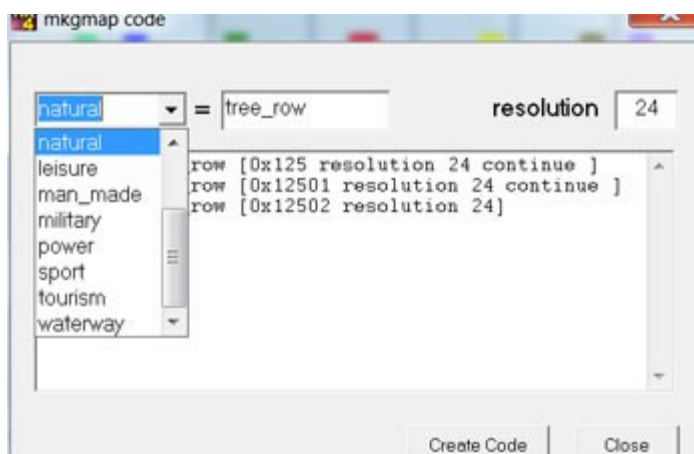 mkgmap code
natural = tree_row resolution 24
natural
leisure
man_made
military
power
sport
tourism
waterway
row [0x125 resolution 24 continue ]
row [0x12501 resolution 24 continue ]
row [0x12502 resolution 24]
Create Code Close